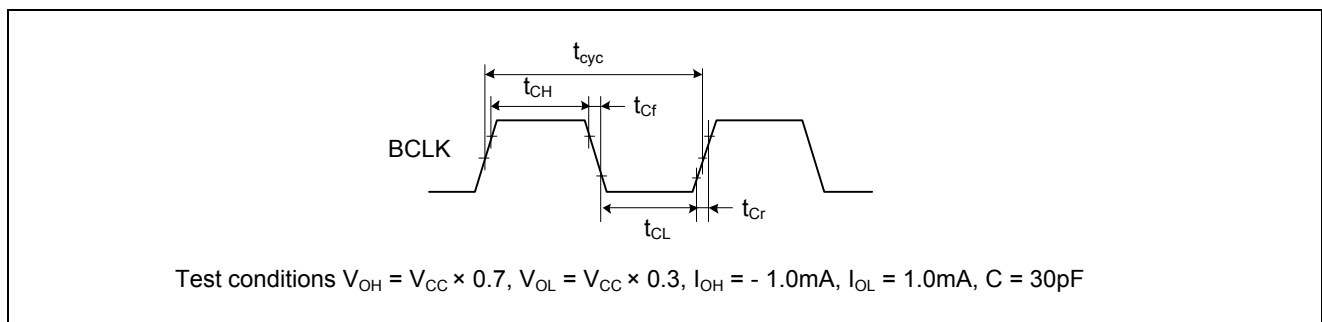 tcyc
tCH
tCf
BCLK
tCr
tCL
Test conditions VOH = VCC × 0.7, VOL = VCC × 0.3, IOH = - 1.0mA, IOL = 1.0mA, C = 30pF